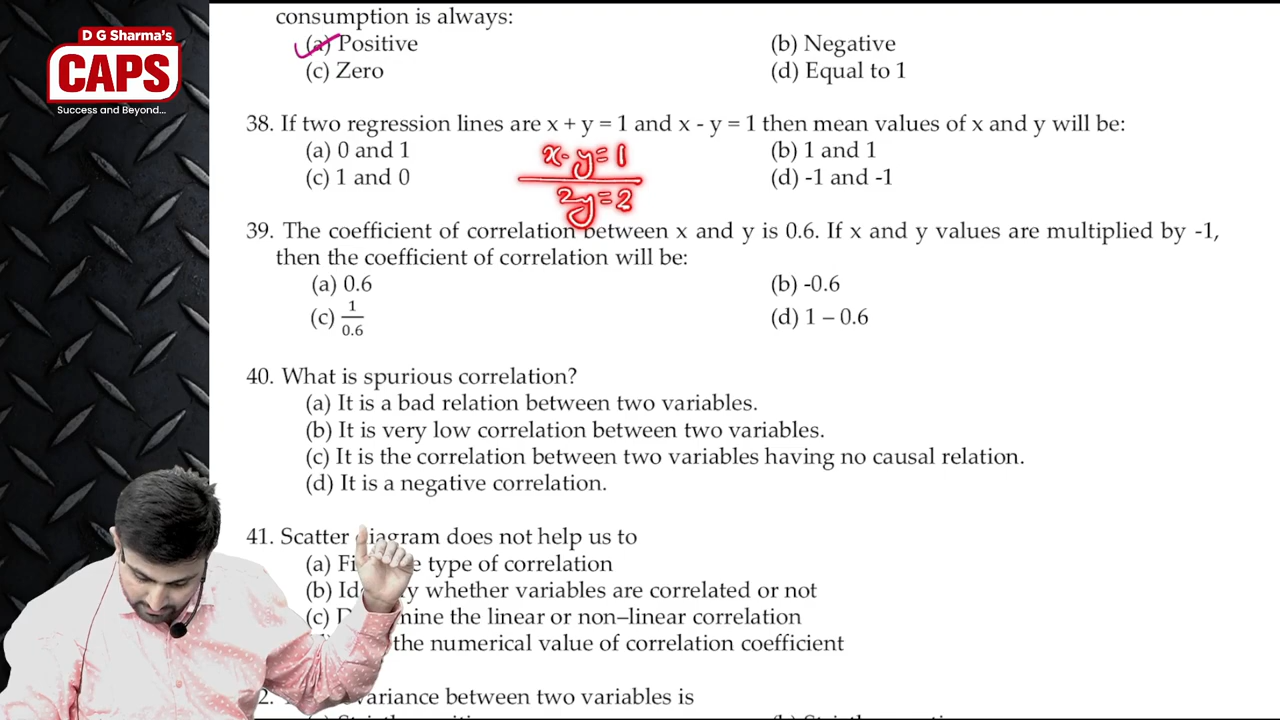 D G Sharma's
CAPS
Success and Beyond...
consumption is always:
(a) Positive
(b) Negative
(c) Zero
(d) Equal to 1
38. If two regression lines are x + y = 1 and x - y = 1 then mean values of x and y will be:
(a) 0 and 1
(b) 1 and 1
(c) 1 and 0
(d) -1 and -1
x - y = 1
2y = 2
39. The coefficient of correlation between x and y is 0.6. If x and y values are multiplied by -1,
then the coefficient of correlation will be:
(a) 0.6
(b) -0.6
(c) 1/0.6
(d) 1 – 0.6
40. What is spurious correlation?
(a) It is a bad relation between two variables.
(b) It is very low correlation between two variables.
(c) It is the correlation between two variables having no causal relation.
(d) It is a negative correlation.
41. Scatter diagram does not help us to
(a) type of correlation
(b) whether variables are correlated or not
(c) the linear or non–linear correlation
the numerical value of correlation coefficient
between two variables is